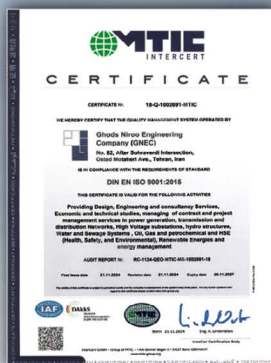 MTIC
INTERCERT
CERTIFICATE
CERTIFICATE Nr. 18-Q-1002091-MTIC
WE HEREBY CERTIFY THAT THE QUALITY MANAGEMENT SYSTEM OPERATED BY
Ghods Niroo Engineering
Company (GNEC)
No. 82, After Sohravardi Intersection,
Ostad Motahari Ave., Tehran, Iran
IS IN COMPLIANCE WITH THE REQUIREMENTS OF STANDARD
DIN EN ISO 9001:2015
THIS CERTIFICATE IS VALID FOR THE FOLLOWING ACTIVITIES
Providing Design, Engineering and consultancy Services,
Economic and technical studies, managing of contract and project
management services in power generation, transmission and
distribution Networks, High Voltage substations, hydro structures,
Water and Sewage Systems, Oil, Gas and petrochemical and HSE
(Health, Safety, and Environmental), Renewable Energies and
energy management
AUDIT REPORT Nr.
First issue date 21.11.2024 Revision date 21.11.2024 Expiry date 20.11.2027
IAF DAkkS